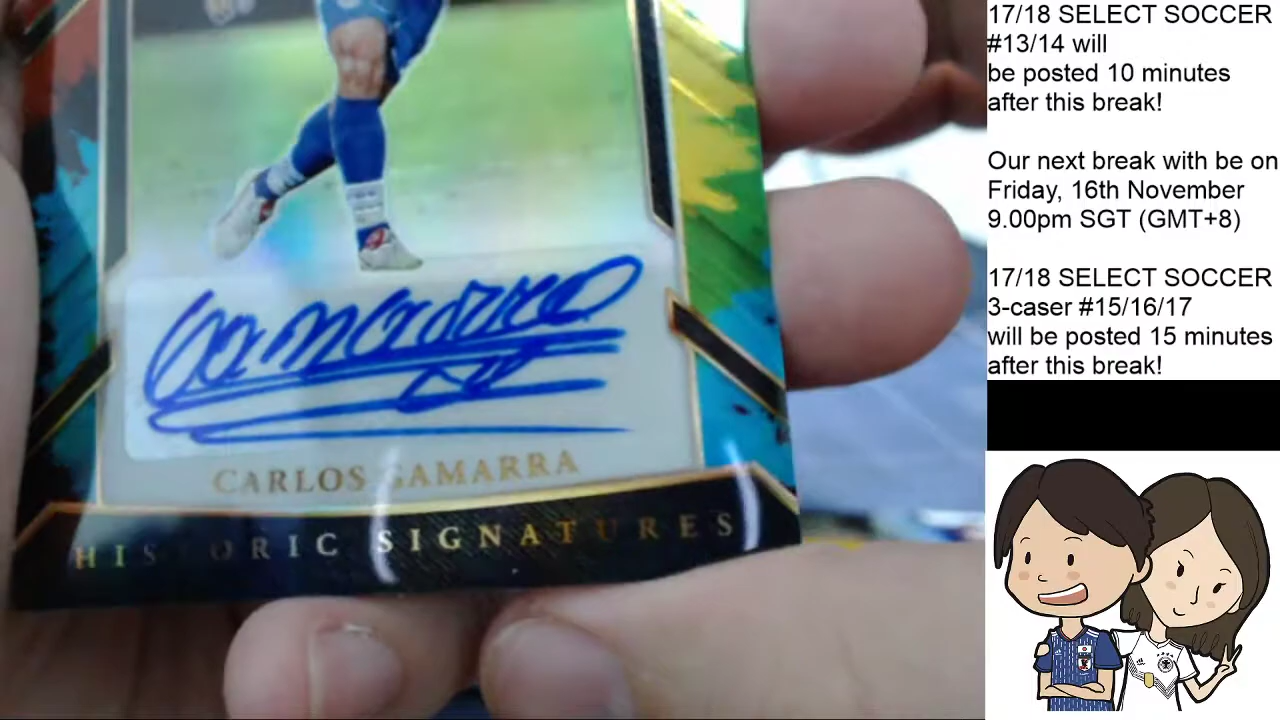 Gamarra
CARLOS GAMARRA
HISTORIC SIGNATURES
17/18 SELECT SOCCER
#13/14 will
be posted 10 minutes
after this break!
Our next break with be on
Friday, 16th November
9.00pm SGT (GMT+8)
17/18 SELECT SOCCER
3-caser #15/16/17
will be posted 15 minutes
after this break!